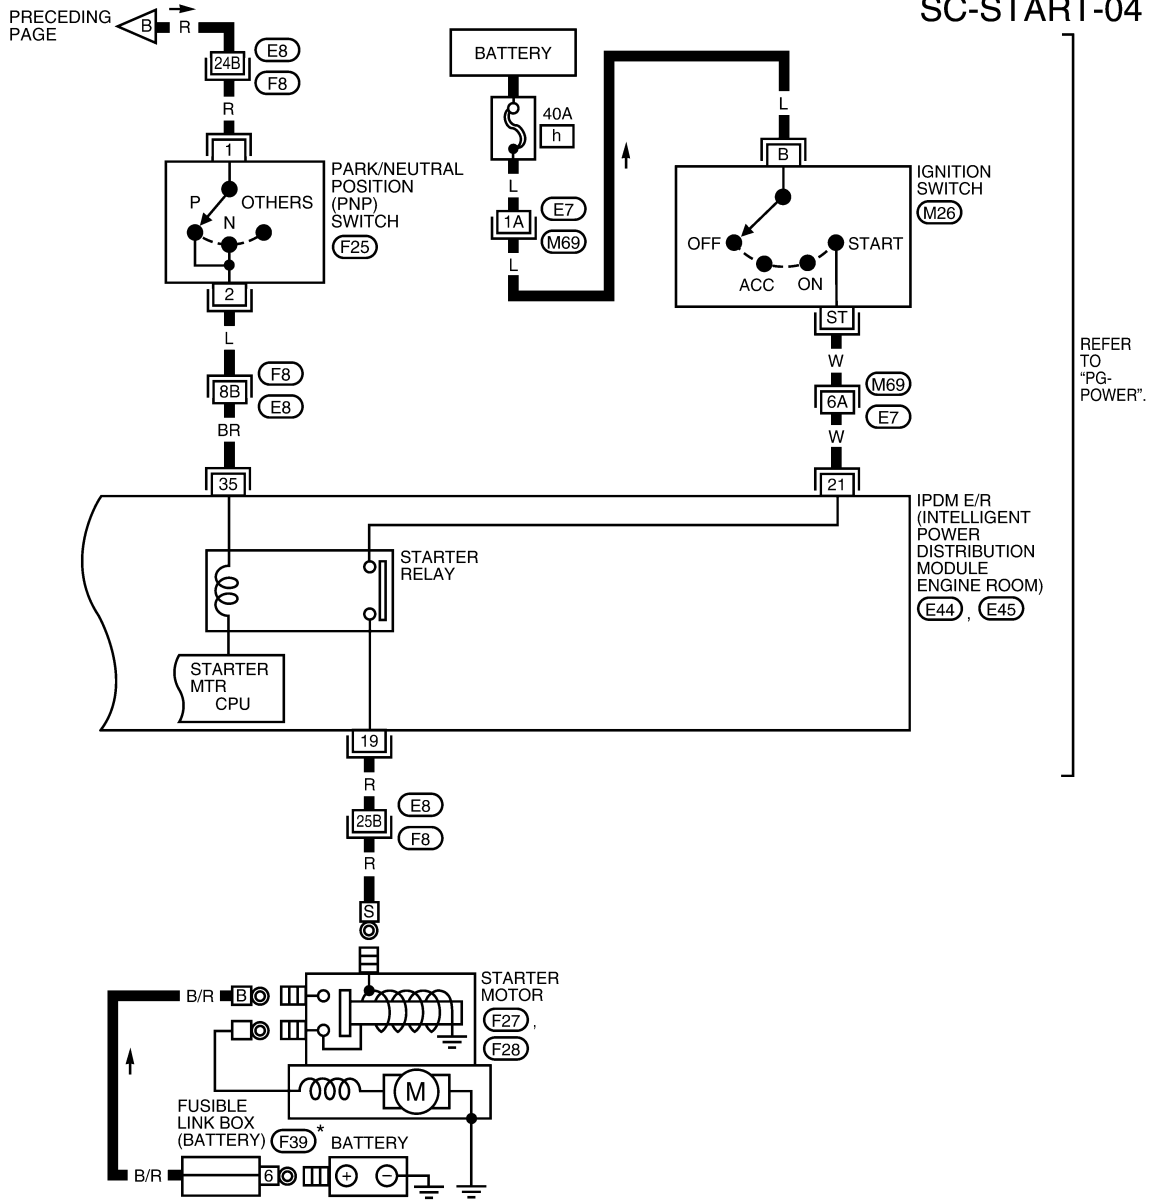 SC-START-04
PRECEDING
PAGE
B
R
24B
E8
F8
R
1
PARK/NEUTRAL
POSITION
(PNP)
SWITCH
F25
P
OTHERS
N
2
L
8B
F8
E8
BR
35
BATTERY
40A
h
L
1A
E7
M69
L
L
B
IGNITION
SWITCH
M26
OFF
START
ACC
ON
ST
W
6A
M69
E7
W
21
REFER
TO
“PG-
POWER”.
IPDM E/R
(INTELLIGENT
POWER
DISTRIBUTION
MODULE
ENGINE ROOM)
E44 , E45
STARTER
RELAY
STARTER
MTR
CPU
19
R
25B
E8
F8
R
S
STARTER
MOTOR
F27 ,
F28
B/R
B
M
FUSIBLE
LINK BOX
(BATTERY)
F39
*
BATTERY
B/R
6
+
−